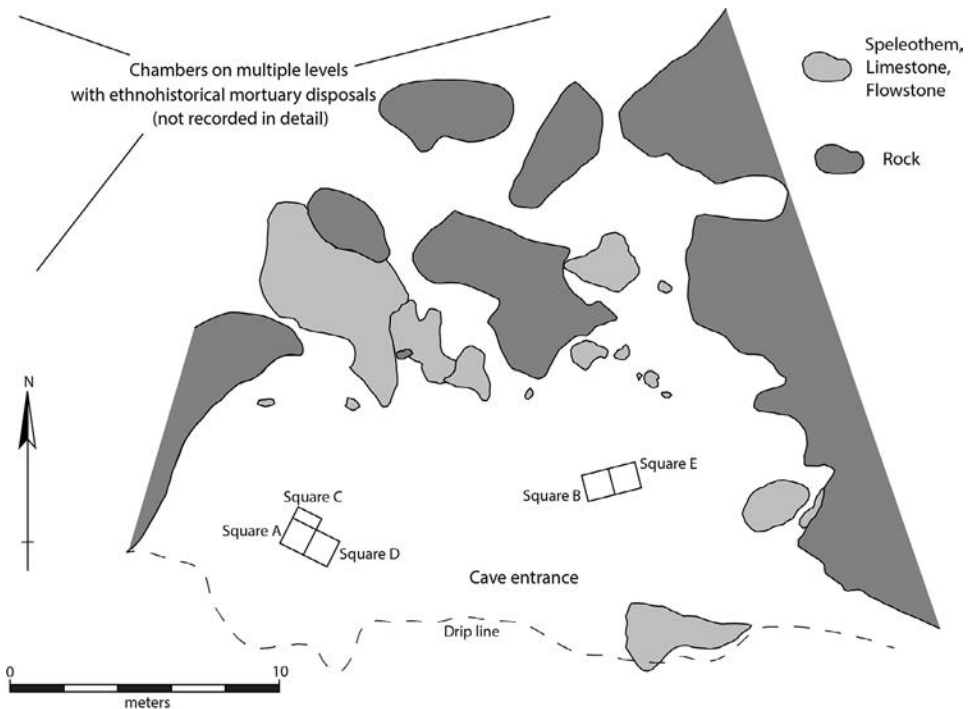 Chambers on multiple levels
with ethnohistorical mortuary disposals
(not recorded in detail)
Speleothem,
Limestone,
Flowstone
Rock
N
Square E
Square B
Square C
Square A
Square D
Cave entrance
Drip line
0
10
meters